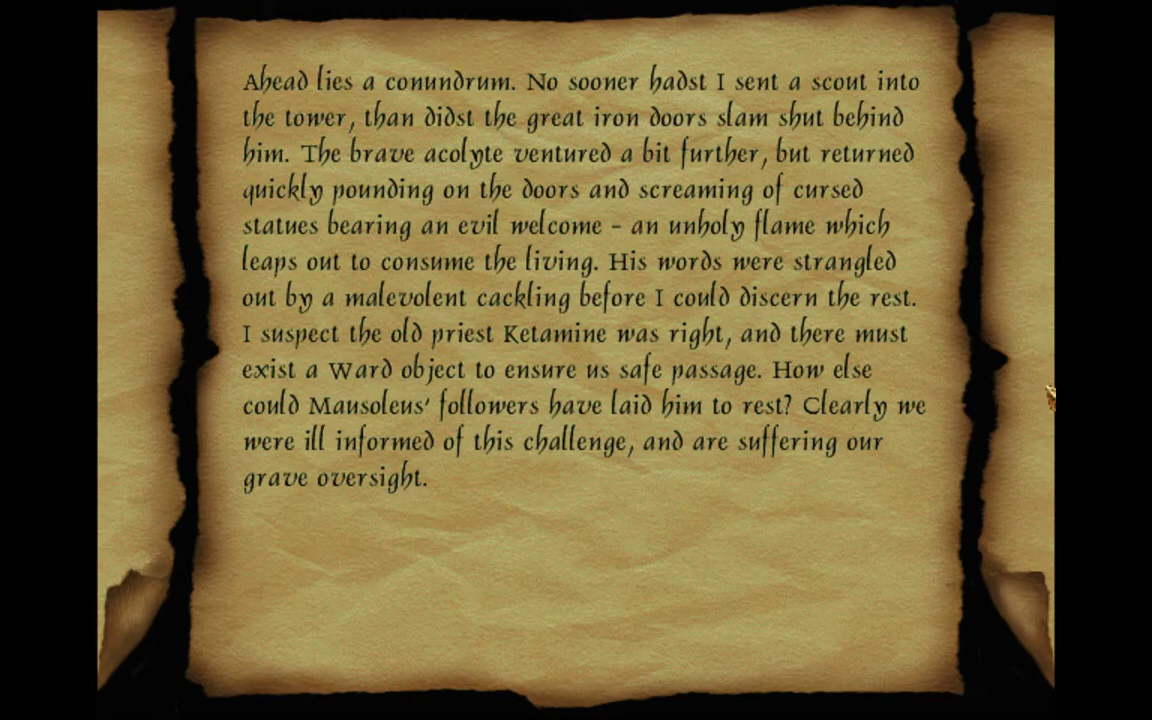 Ahead lies a conundrum. No sooner hadst I sent a scout into
the tower, than didst the great iron doors slam shut behind
him. The brave acolyte ventured a bit further, but returned
quickly pounding on the doors and screaming of cursed
statues bearing an evil welcome - an unholy flame which
leaps out to consume the living. His words were strangled
out by a malevolent cackling before I could discern the rest.
I suspect the old priest Ketamine was right, and there must
exist a Ward object to ensure us safe passage. How else
could Mausoleus' followers have laid him to rest? Clearly we
were ill informed of this challenge, and are suffering our
grave oversight.